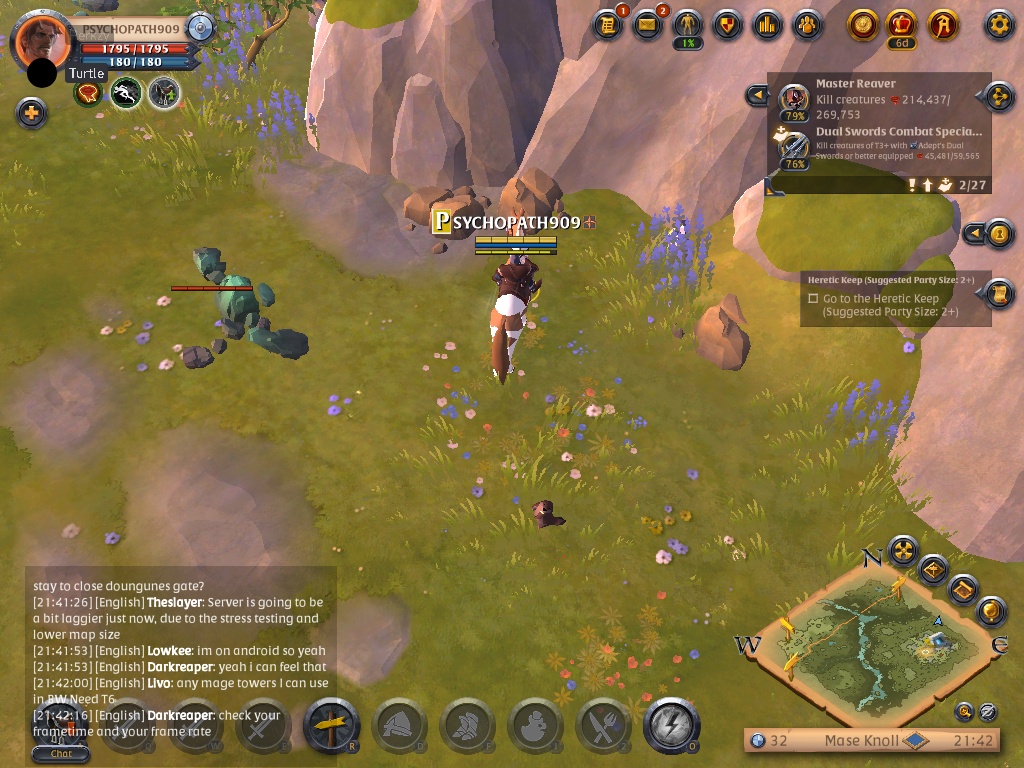 PSYCHOPATH909
1795 / 1795
180 / 180
Turtle
1
2
1%
6d
Master Reaver
Kill creatures 214,437/
269,753
79%
Dual Swords Combat Specia...
Kill creatures of T3+ with Adept's Dual
Swords or better equipped 45,481/59,565
76%
2/27
PSYCHOPATH909
Heretic Keep (Suggested Party Size: 2+)
Go to the Heretic Keep
(Suggested Party Size: 2+)
stay to close doungunes gate?
[21:41:26] [English] Theslayer: Server is going to be
a bit laggier just now, due to the stress testing and
lower map size
[21:41:53] [English] Lowkee: im on android so yeah
[21:41:53] [English] Darkreaper: yeah i can feel that
[21:42:00] [English] Livo: any mage towers I can use
in BW Need T6
[21:42:16] [English] Darkreaper: check your
frametime and your frame rate
Chat
R
O
N
W
E
32
Mase Knoll
21:42